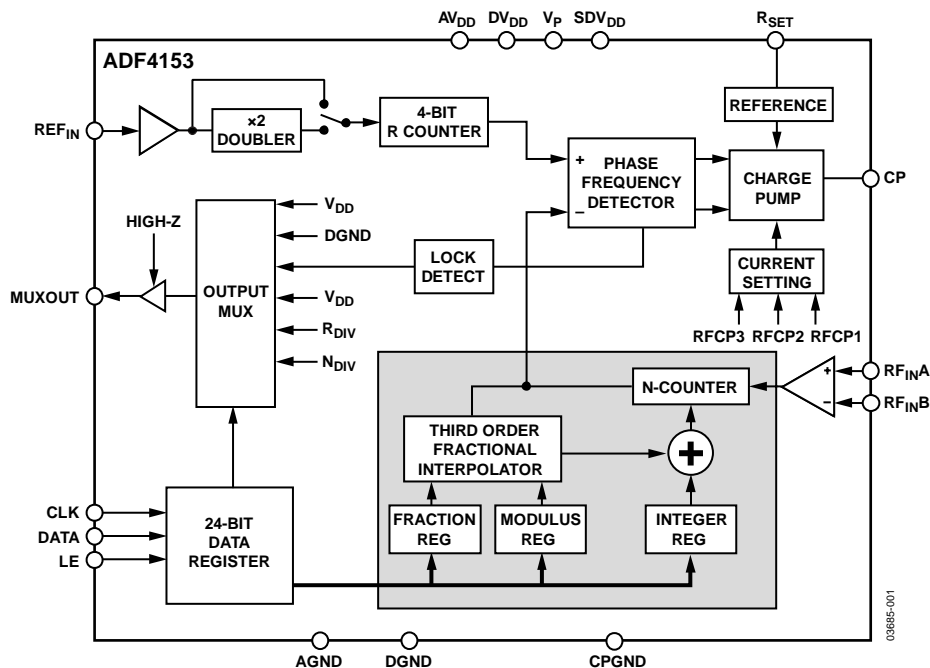 AVDD DVDD VP SDVDD RSET
ADF4153
REFIN
×2
DOUBLER
4-BIT
R COUNTER
REFERENCE
+
−
PHASE
FREQUENCY
DETECTOR
CHARGE
PUMP
CP
HIGH-Z
MUXOUT
OUTPUT
MUX
VDD
DGND
LOCK
DETECT
VDD
RDIV
NDIV
CURRENT
SETTING
RFCP3 RFCP2 RFCP1
N-COUNTER
+
−
RFINA
RFINB
THIRD ORDER
FRACTIONAL
INTERPOLATOR
+
FRACTION
REG
MODULUS
REG
INTEGER
REG
CLK
DATA
LE
24-BIT
DATA
REGISTER
AGND DGND CPGND
03685-001